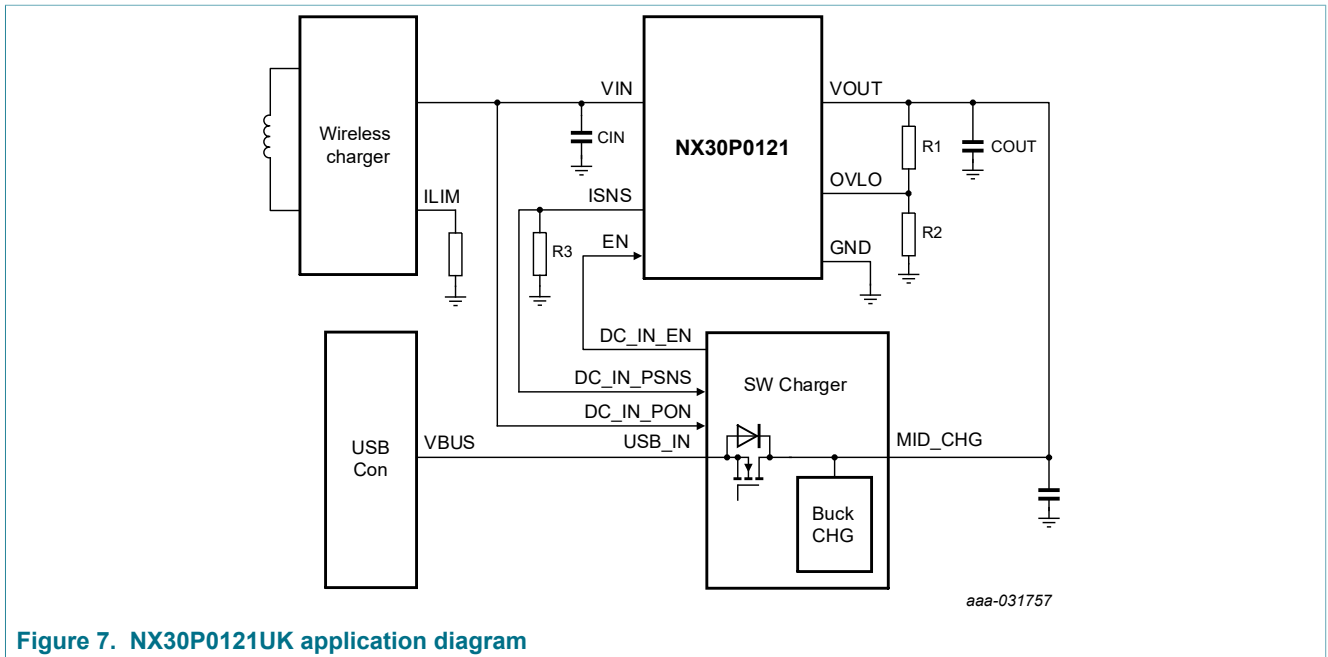 Wireless
charger
ILIM
VIN
CIN
ISNS
R3
EN
NX30P0121
VOUT
R1
COUT
OVLO
R2
GND
DC_IN_EN
DC_IN_PSNS
DC_IN_PON
USB_IN
SW Charger
MID_CHG
Buck
CHG
USB
Con
VBUS
aaa-031757
Figure 7. NX30P0121UK application diagram